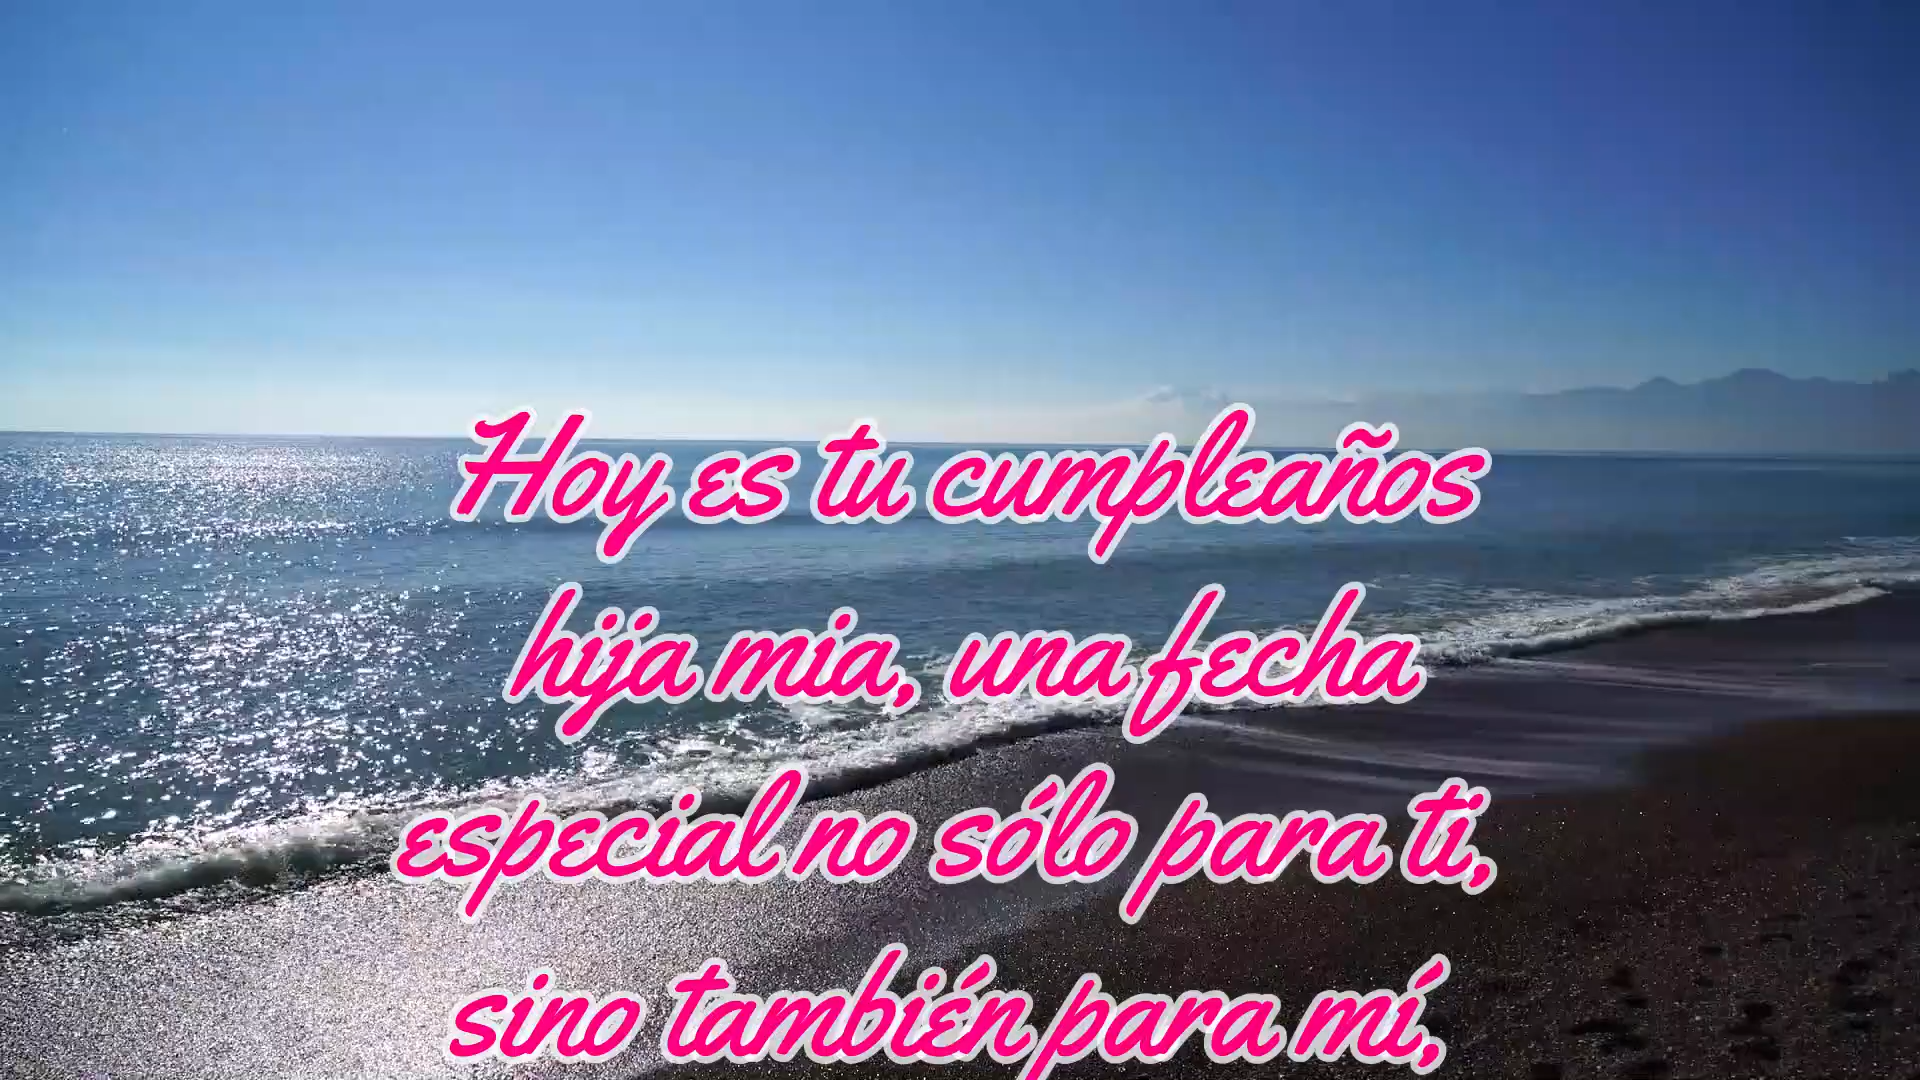 Hoy es tu cumpleaños
hija mia, una fecha
especial no sólo para ti,
sino también para mí,